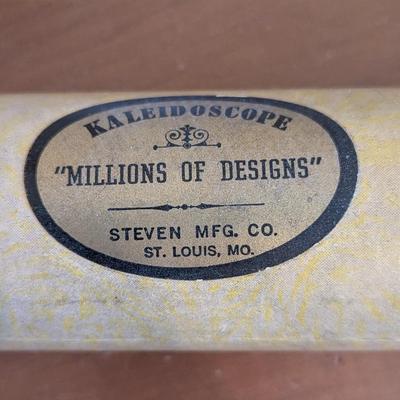 KALEIDOSCOPE
"MILLIONS OF DESIGNS"
STEVEN MFG. CO.
ST. LOUIS, MO.